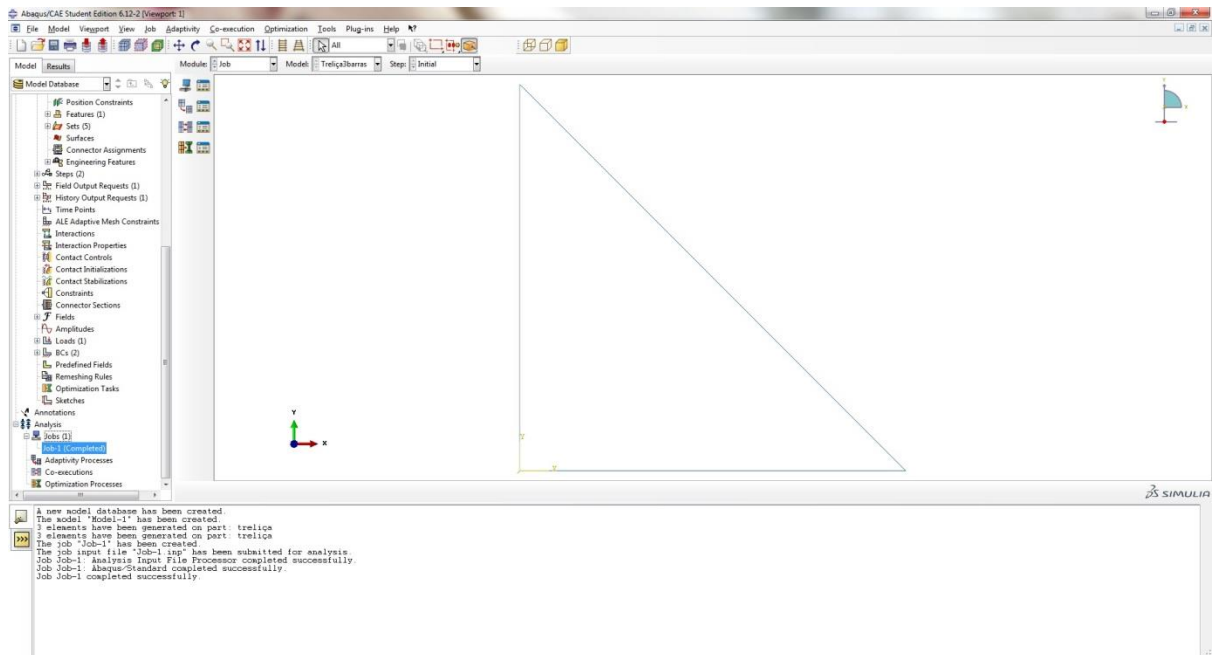 Abaqus/CAE Student Edition 6.12-2 [Viewport: 1]
File Model Viewport View Job Adaptivity Co-execution Optimization Tools Plug-ins Help
All
Model Results
Module: Job Model: Treliça3barras Step: Initial
Model Database
Position Constraints
Features (1)
Sets (5)
Surfaces
Connector Assignments
Engineering Features
Steps (2)
Field Output Requests (1)
History Output Requests (1)
Time Points
ALE Adaptive Mesh Constraints
Interactions
Interaction Properties
Contact Controls
Contact Initializations
Contact Stabilizations
Constraints
Connector Sections
Fields
Amplitudes
Loads (1)
BCs (2)
Predefined Fields
Remeshing Rules
Optimization Tasks
Sketches
Annotations
Analysis
Jobs (1)
Job-1 (Completed)
Adaptivity Processes
Co-executions
Optimization Processes
Y
X
SIMULIA
A new model database has been created.
The model "Model-1" has been created.
3 elements have been generated on part: treliça
3 elements have been generated on part: treliça
The job "Job-1" has been created.
The job input file "Job-1.inp" has been submitted for analysis.
Job Job-1: Analysis Input File Processor completed successfully.
Job Job-1: Abaqus/Standard completed successfully.
Job Job-1 completed successfully.